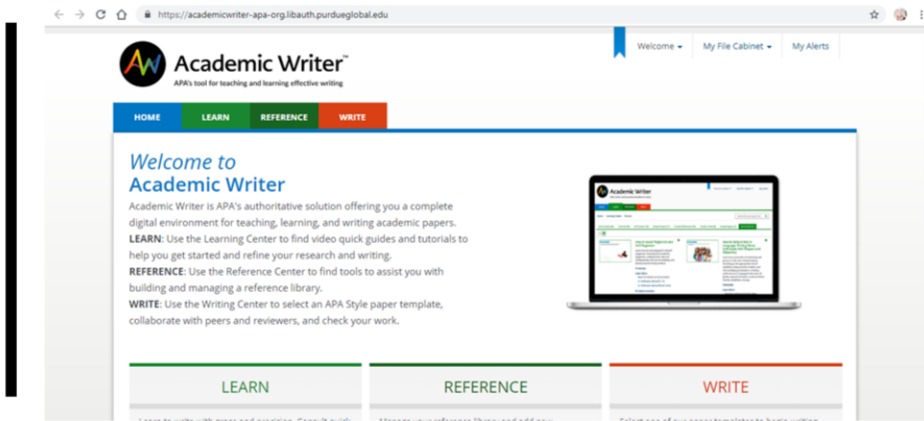 https://academicwriter-apa-org.libauth.purdueglobal.edu
Welcome My File Cabinet My Alerts
Academic Writer™
APA's tool for teaching and learning effective writing
HOME LEARN REFERENCE WRITE
Welcome to
Academic Writer
Academic Writer is APA's authoritative solution offering you a complete
digital environment for teaching, learning, and writing academic papers.
LEARN: Use the Learning Center to find video quick guides and tutorials to
help you get started and refine your research and writing.
REFERENCE: Use the Reference Center to find tools to assist you with
building and managing a reference library.
WRITE: Use the Writing Center to select an APA Style paper template,
collaborate with peers and reviewers, and check your work.
Academic Writer
LEARN REFERENCE WRITE